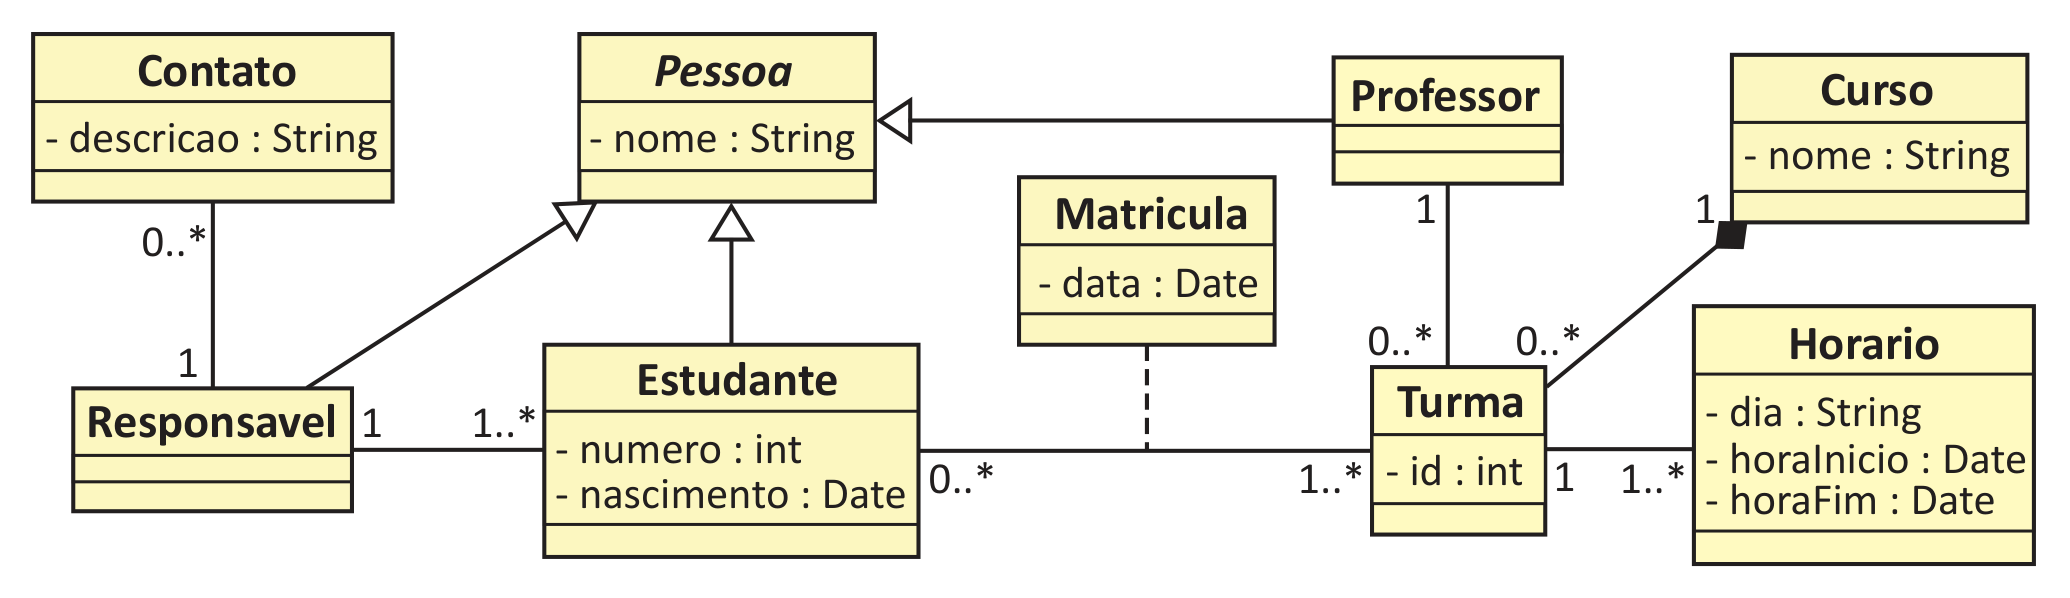 Contato
- descricao : String
0..*
1
Pessoa
- nome : String
Professor
1
0..*
Curso
- nome : String
1
0..*
Matricula
- data : Date
Responsavel
1
1..*
Estudante
- numero : int
- nascimento : Date
0..*
1..*
Turma
- id : int
1
1..*
Horario
- dia : String
- horaInicio : Date
- horaFim : Date